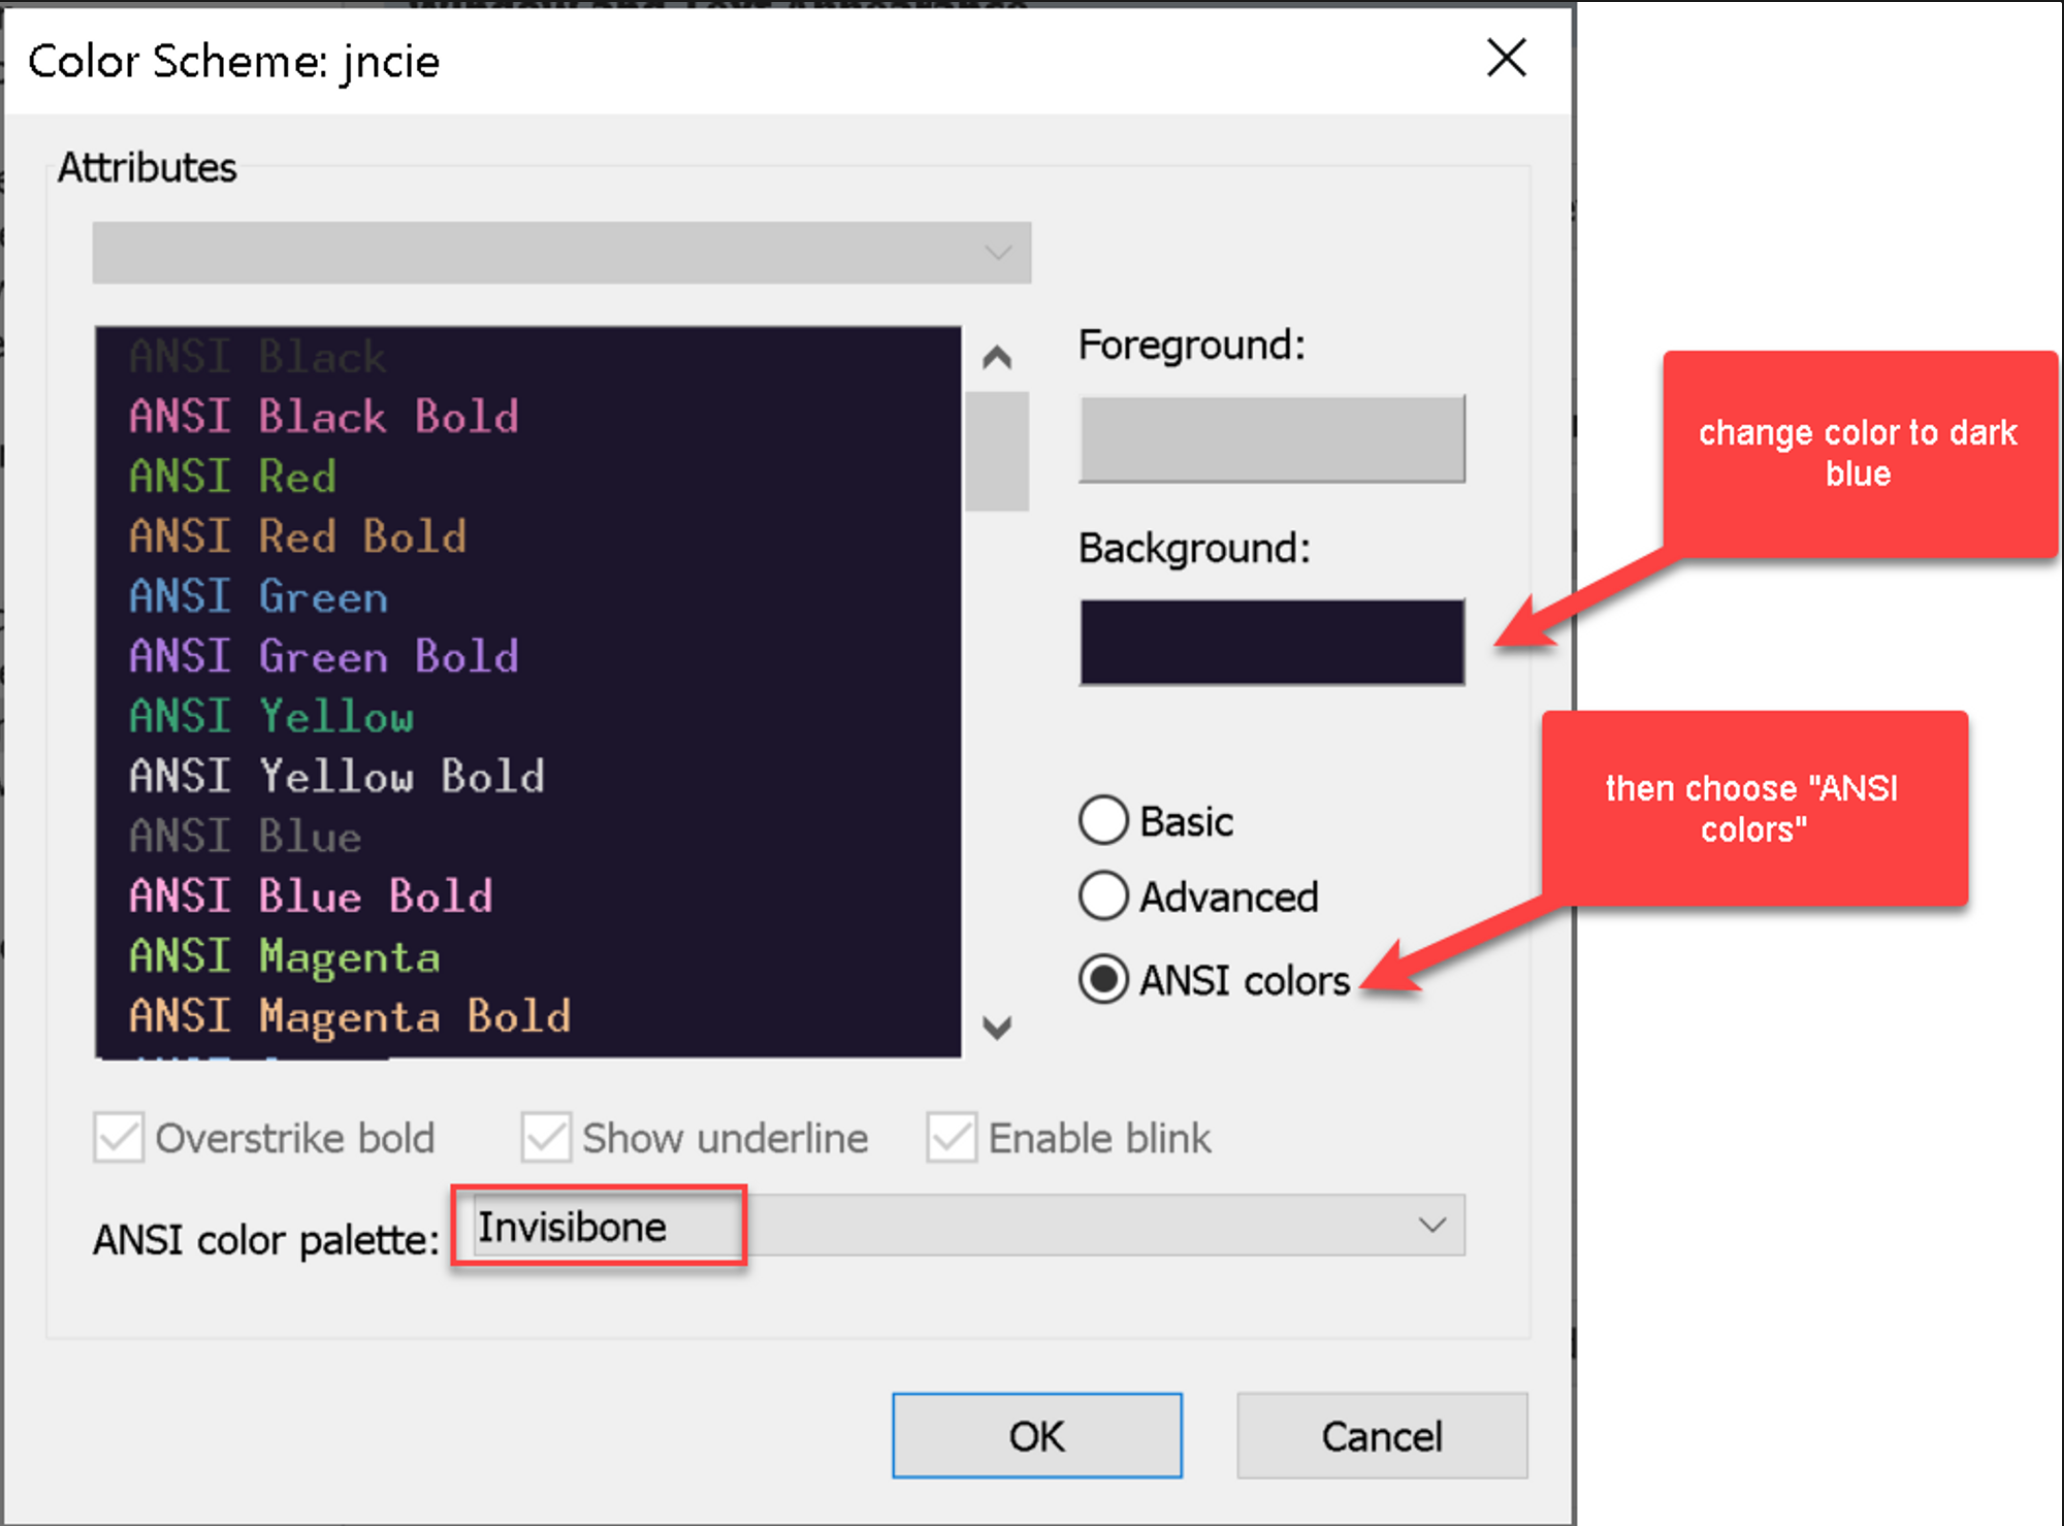 Color Scheme: jncie
Attributes
ANSI Black
ANSI Black Bold
ANSI Red
ANSI Red Bold
ANSI Green
ANSI Green Bold
ANSI Yellow
ANSI Yellow Bold
ANSI Blue
ANSI Blue Bold
ANSI Magenta
ANSI Magenta Bold
Foreground:
Background:
Basic
Advanced
ANSI colors
change color to dark
blue
then choose "ANSI
colors"
Overstrike bold
Show underline
Enable blink
ANSI color palette:
Invisibone
OK
Cancel